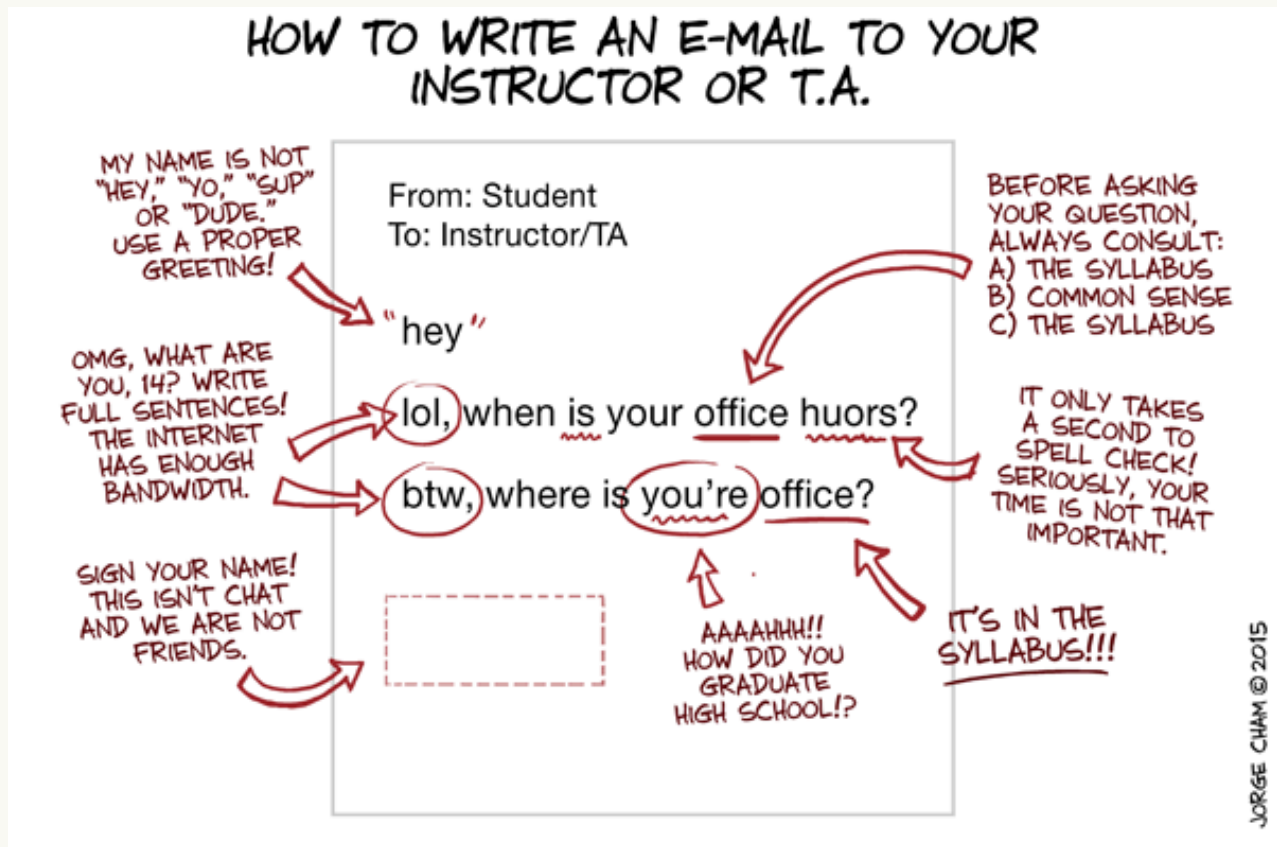 HOW TO WRITE AN E-MAIL TO YOUR
INSTRUCTOR OR T.A.
MY NAME IS NOT
"HEY," "YO," "SUP"
OR "DUDE."
USE A PROPER
GREETING!
OMG, WHAT ARE
YOU, 14? WRITE
FULL SENTENCES!
THE INTERNET
HAS ENOUGH
BANDWIDTH.
SIGN YOUR NAME!
THIS ISN'T CHAT
AND WE ARE NOT
FRIENDS.
From: Student
To: Instructor/TA
"hey"
lol, when is your office huors?
btw, where is you're office?
AAAAHHH!!
HOW DID YOU
GRADUATE
HIGH SCHOOL!?
BEFORE ASKING
YOUR QUESTION,
ALWAYS CONSULT:
A) THE SYLLABUS
B) COMMON SENSE
C) THE SYLLABUS
IT ONLY TAKES
A SECOND TO
SPELL CHECK!
SERIOUSLY, YOUR
TIME IS NOT THAT
IMPORTANT.
IT'S IN THE
SYLLABUS!!!
JORGE CHAM © 2015